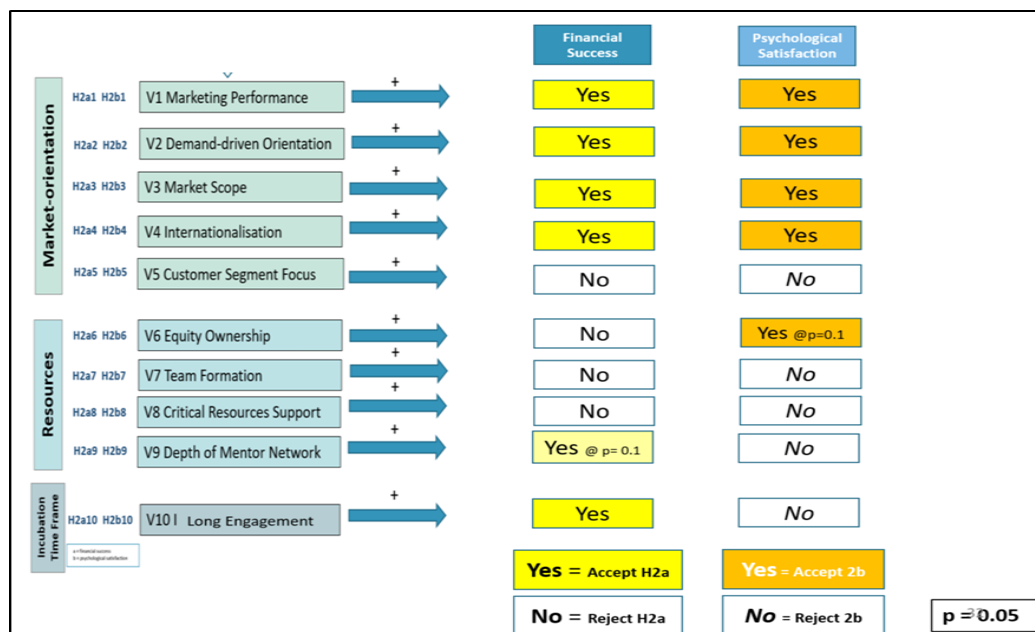 Financial
Success
Psychological
Satisfaction
Market-orientation
H2a1 H2b1 V1 Marketing Performance + Yes Yes
H2a2 H2b2 V2 Demand-driven Orientation + Yes Yes
H2a3 H2b3 V3 Market Scope + Yes Yes
H2a4 H2b4 V4 Internationalisation + Yes Yes
H2a5 H2b5 V5 Customer Segment Focus + No No
Resources
H2a6 H2b6 V6 Equity Ownership + No Yes @p=0.1
H2a7 H2b7 V7 Team Formation + No No
H2a8 H2b8 V8 Critical Resources Support + No No
H2a9 H2b9 V9 Depth of Mentor Network + Yes @ p= 0.1 No
Incubation
Time Frame
H2a10 H2b10 V10 l Long Engagement + Yes No
a = financial success
b = psychological satisfaction
Yes = Accept H2a Yes = Accept 2b
No = Reject H2a No = Reject 2b
p = 0.05